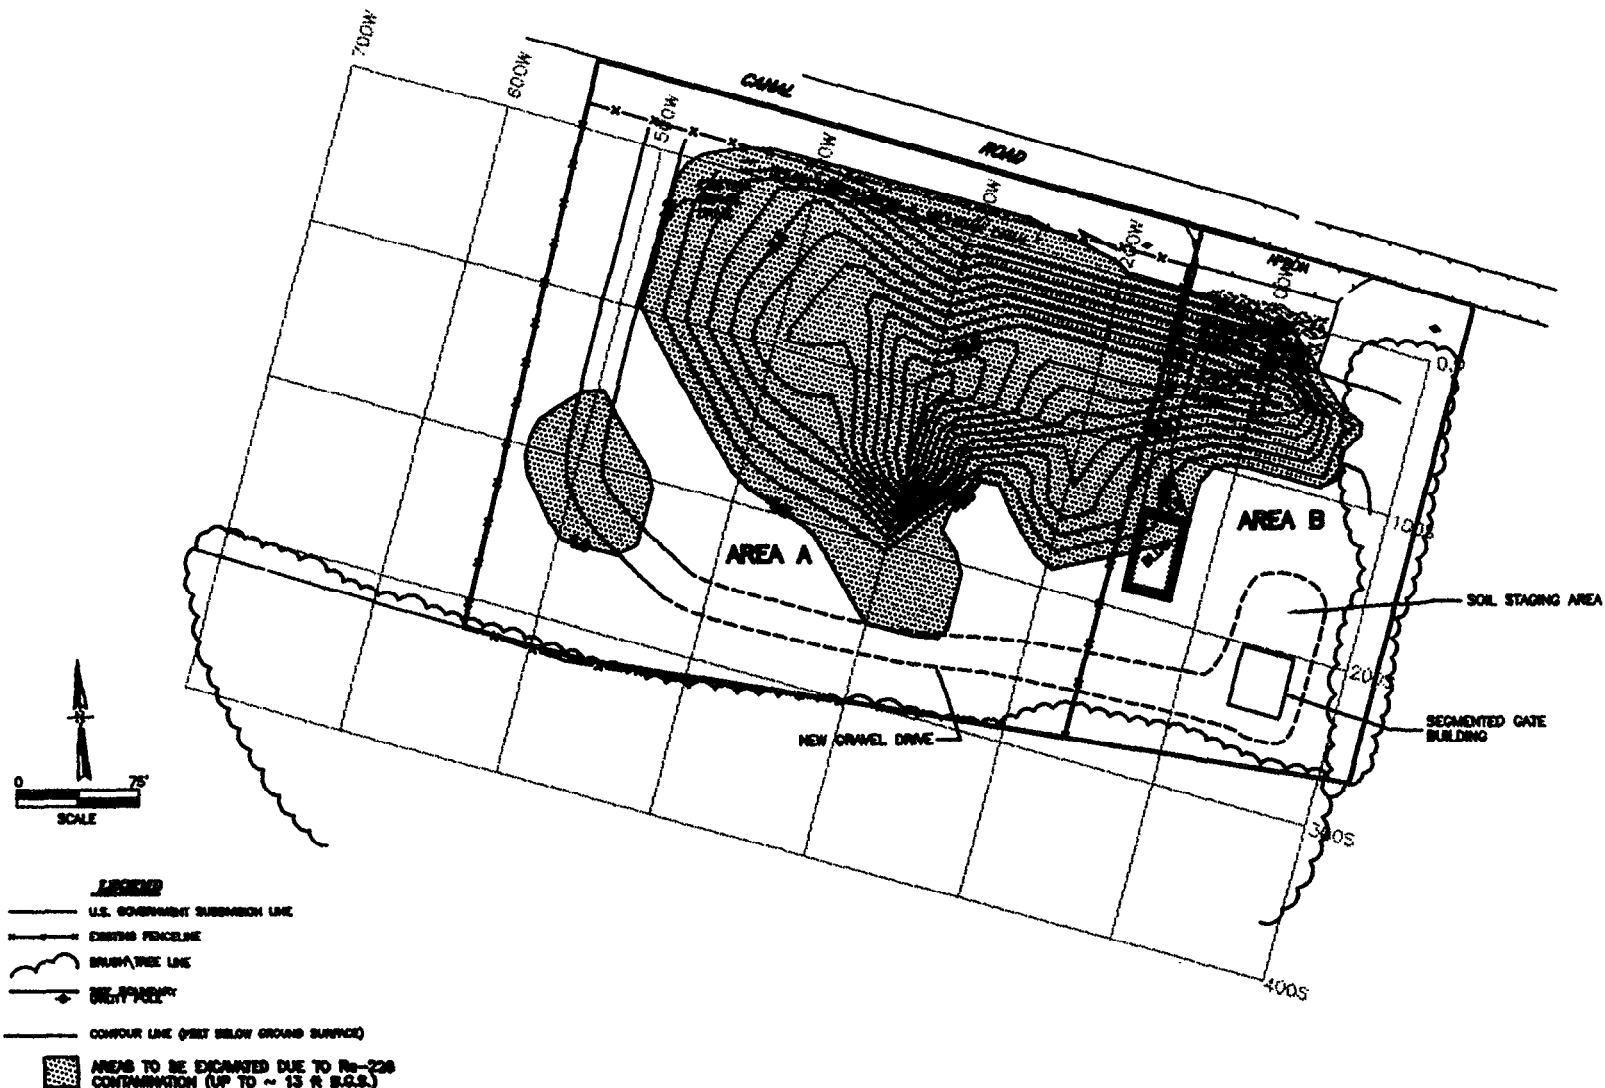 700W
600W
CANAL
ROAD
APRON
0.0
100S
AREA B
AREA A
SOIL STAGING AREA
200S
SEGMENTED GATE
BUILDING
NEW GRAVEL DRIVE
N
0 75'
SCALE
300S
400S
LEGEND
U.S. GOVERNMENT SUBDIVISION LINE
EXISTING FENCELINE
BRUSH\TREE LINE
UTILITY POLE
CONTOUR LINE (FEET BELOW GROUND SURFACE)
AREAS TO BE EXCAVATED DUE TO Ra-226
CONTAMINATION (UP TO ~ 13 ft B.G.S.)